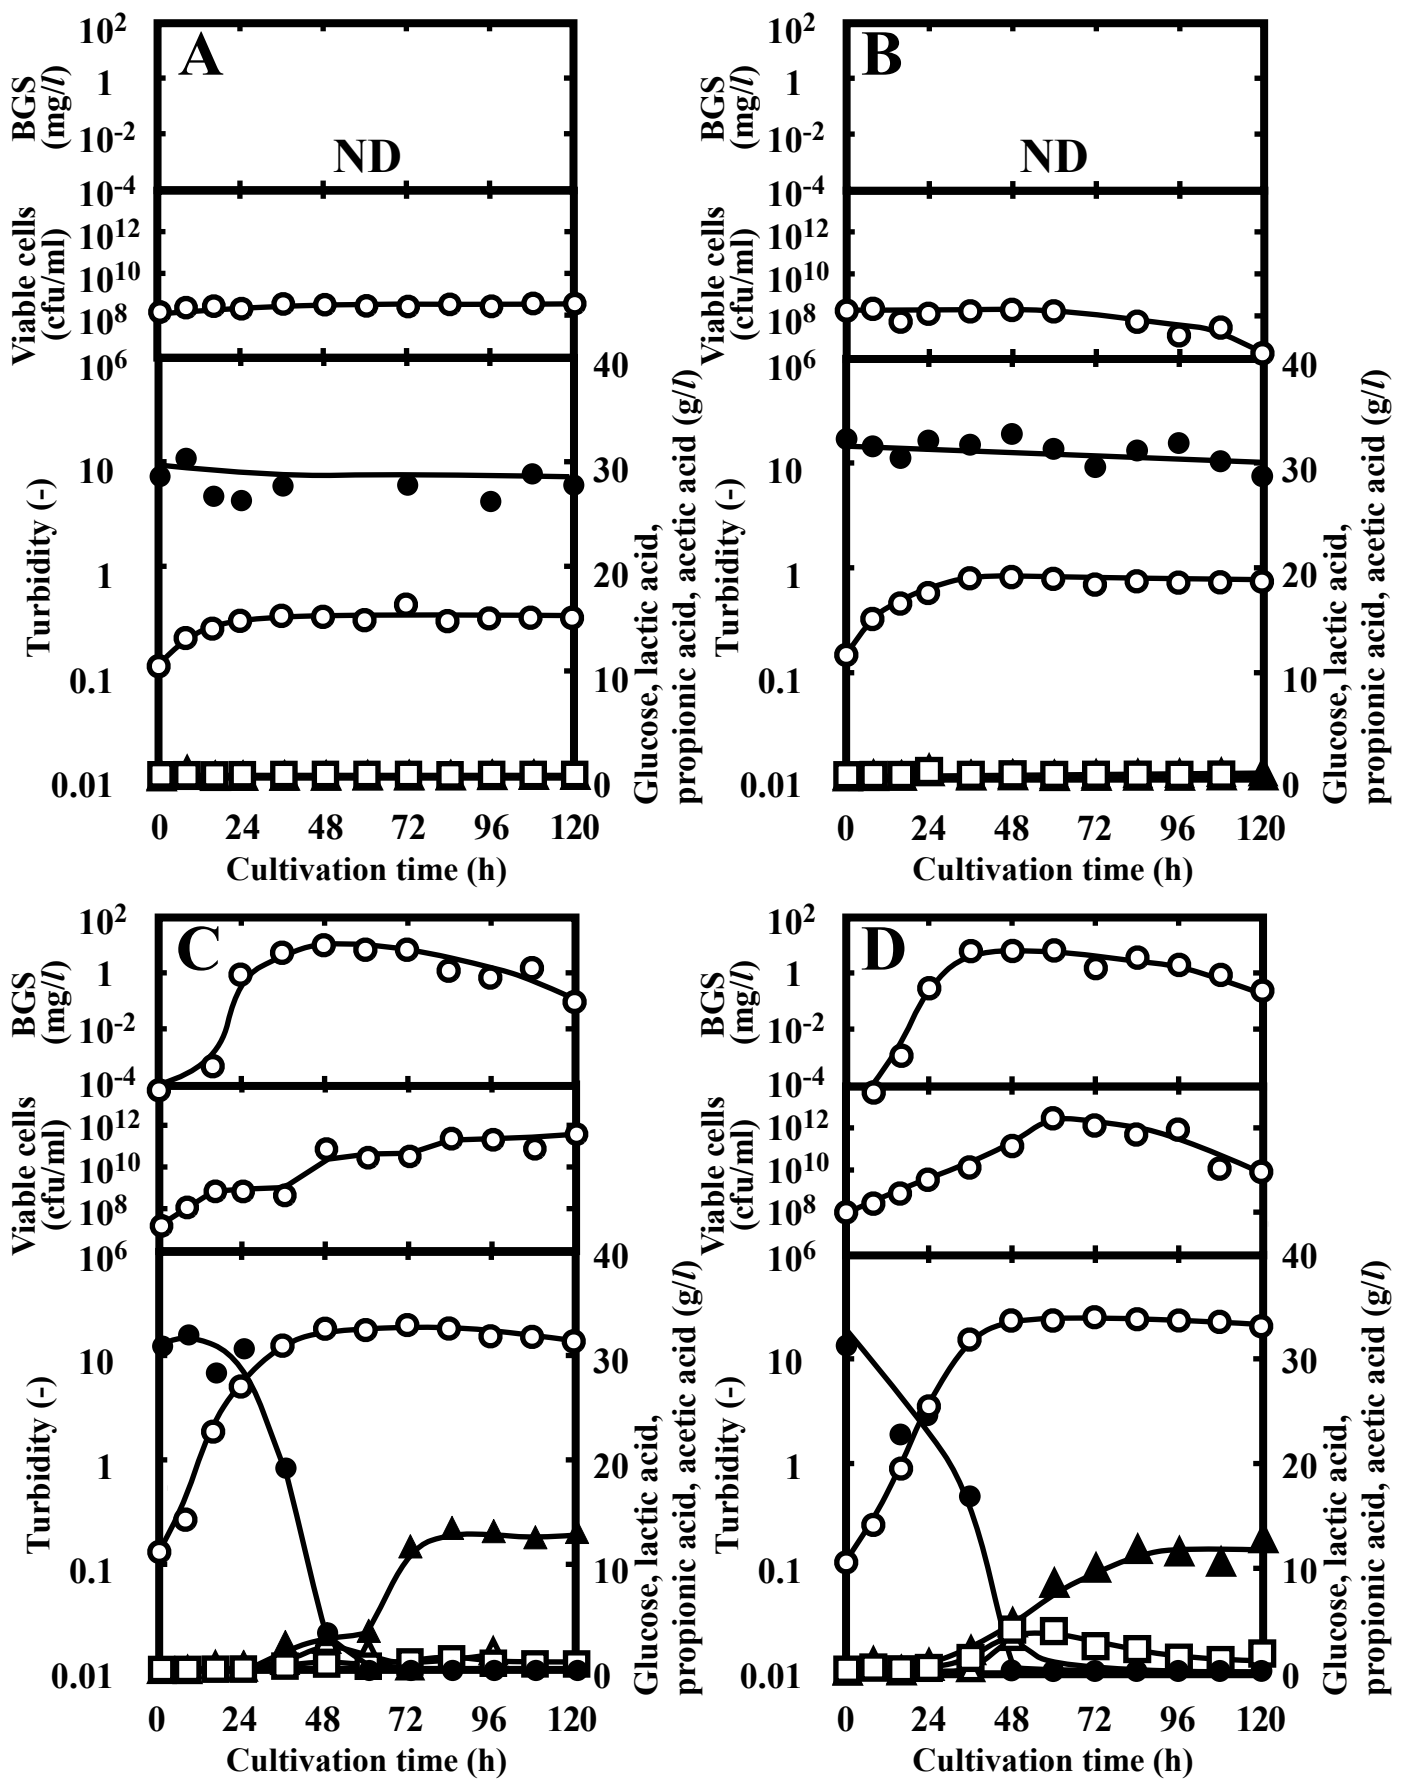 A
10²
1
10⁻²
10⁻⁴
BGS
(mg/l)
ND
10¹²
10¹⁰
10⁸
10⁶
Viable cells
(cfu/ml)
10
1
0.1
0.01
Turbidity (-)
40
30
20
10
0
Glucose, lactic acid,
propionic acid, acetic acid (g/l)
0 24 48 72 96 120
Cultivation time (h)
B
10²
1
10⁻²
10⁻⁴
BGS
(mg/l)
ND
10¹²
10¹⁰
10⁸
10⁶
Viable cells
(cfu/ml)
10
1
0.1
0.01
Turbidity (-)
40
30
20
10
0
Glucose, lactic acid,
propionic acid, acetic acid (g/l)
0 24 48 72 96 120
Cultivation time (h)
C
10²
1
10⁻²
10⁻⁴
BGS
(mg/l)
10¹²
10¹⁰
10⁸
10⁶
Viable cells
(cfu/ml)
10
1
0.1
0.01
Turbidity (-)
40
30
20
10
0
Glucose, lactic acid,
propionic acid, acetic acid (g/l)
0 24 48 72 96 120
Cultivation time (h)
D
10²
1
10⁻²
10⁻⁴
BGS
(mg/l)
10¹²
10¹⁰
10⁸
10⁶
Viable cells
(cfu/ml)
10
1
0.1
0.01
Turbidity (-)
40
30
20
10
0
Glucose, lactic acid,
propionic acid, acetic acid (g/l)
0 24 48 72 96 120
Cultivation time (h)